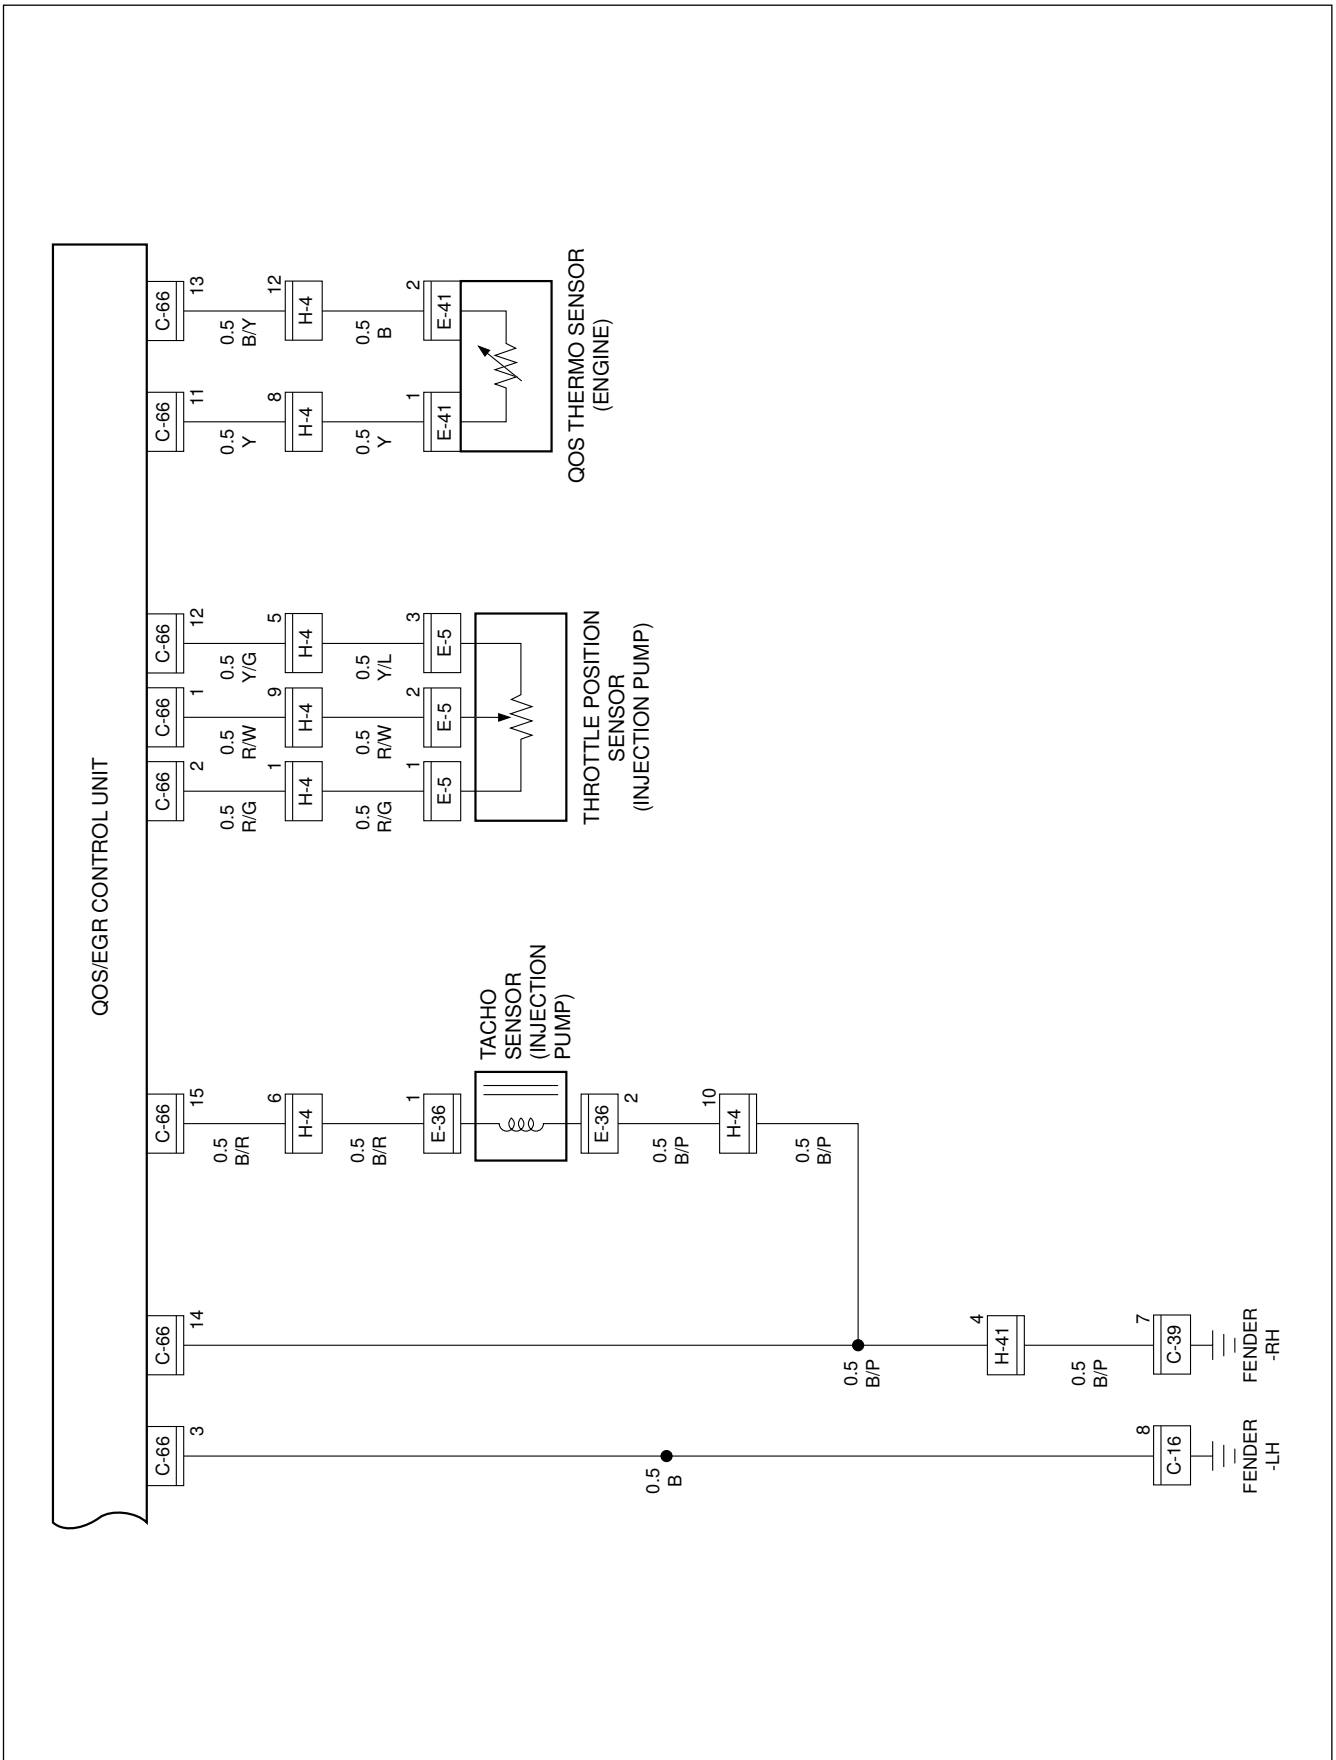 QOS/EGR CONTROL UNIT
C-66
3
0.5
B
C-16
8
FENDER
-LH
C-66
14
0.5
B/P
H-41
4
0.5
B/P
C-39
7
FENDER
-RH
C-66
15
0.5
B/R
H-4
6
0.5
B/R
E-36
1
TACHO
SENSOR
(INJECTION
PUMP)
E-36
2
0.5
B/P
H-4
10
0.5
B/P
C-66
2
0.5
R/G
H-4
1
0.5
R/G
E-5
1
C-66
1
0.5
R/W
H-4
9
0.5
R/W
E-5
2
C-66
12
0.5
Y/G
H-4
5
0.5
Y/L
E-5
3
THROTTLE POSITION
SENSOR
(INJECTION PUMP)
C-66
11
0.5
Y
H-4
8
0.5
Y
E-41
1
C-66
13
0.5
B/Y
H-4
12
0.5
B
E-41
2
QOS THERMO SENSOR
(ENGINE)